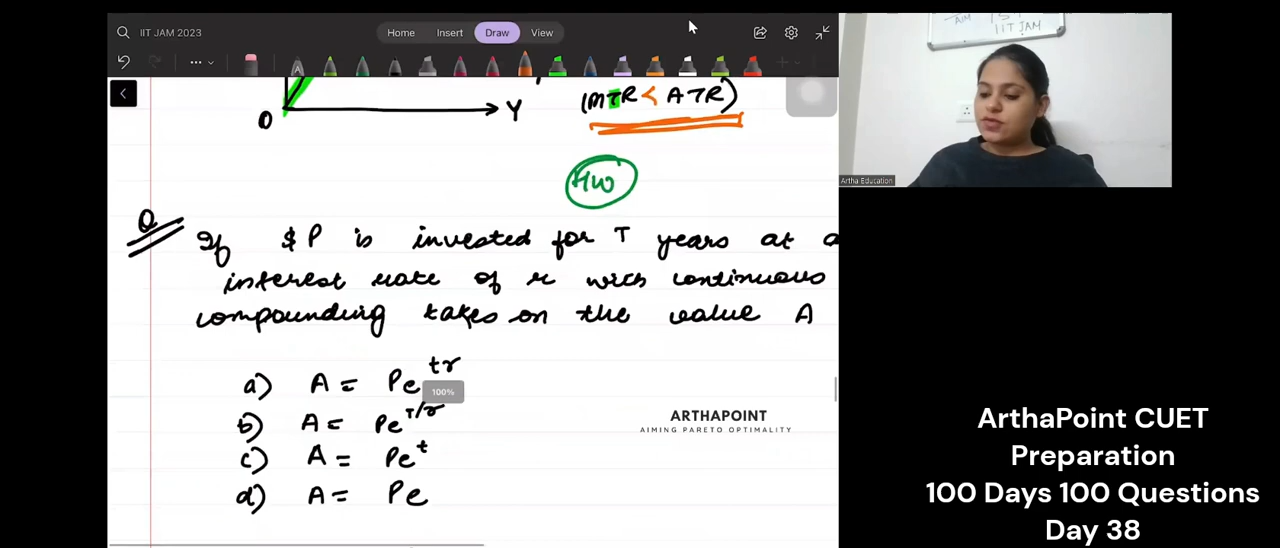 IIT JAM 2023
Home Insert Draw View
IIT JAM
A
O
Y
(MTR < ATR)
HW
Artha Education
Q
If $ P is invested for T years at a
interest rate of r with continuous
compounding takes on the value A
a) A = Pe^tr
100%
b) A = Pe^T/r
c) A = Pe^t
d) A = Pe
ARTHAPOINT
AIMING PARETO OPTIMALITY
ArthaPoint CUET
Preparation
100 Days 100 Questions
Day 38